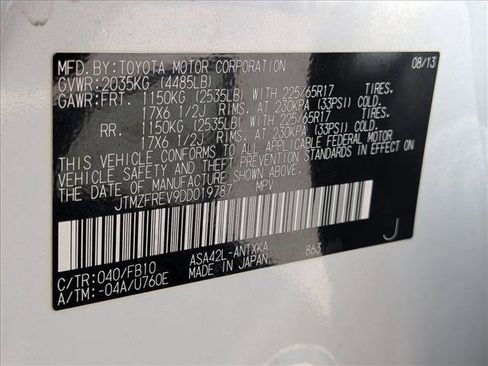 MFD. BY: TOYOTA MOTOR CORPORATION 08/13
GVWR: 2035KG (4485LB)
GAWR: FRT. 1150KG (2535LB) WITH 225/65R17 TIRES.
17X6 1/2J RIMS. AT 230KPA (33PSI) COLD.
RR. 1150KG (2535LB) WITH 225/65R17 TIRES.
17X6 1/2J RIMS. AT 230KPA (33PSI) COLD.
THIS VEHICLE CONFORMS TO ALL APPLICABLE FEDERAL MOTOR
VEHICLE SAFETY AND THEFT PREVENTION STANDARDS IN EFFECT ON
THE DATE OF MANUFACTURE SHOWN ABOVE.
JTMZFREV9DD019787 MPV
J
C/TR: 040/FB10 ASA42L-ANTXKA 863
A/TM: -04A/U760E MADE IN JAPAN